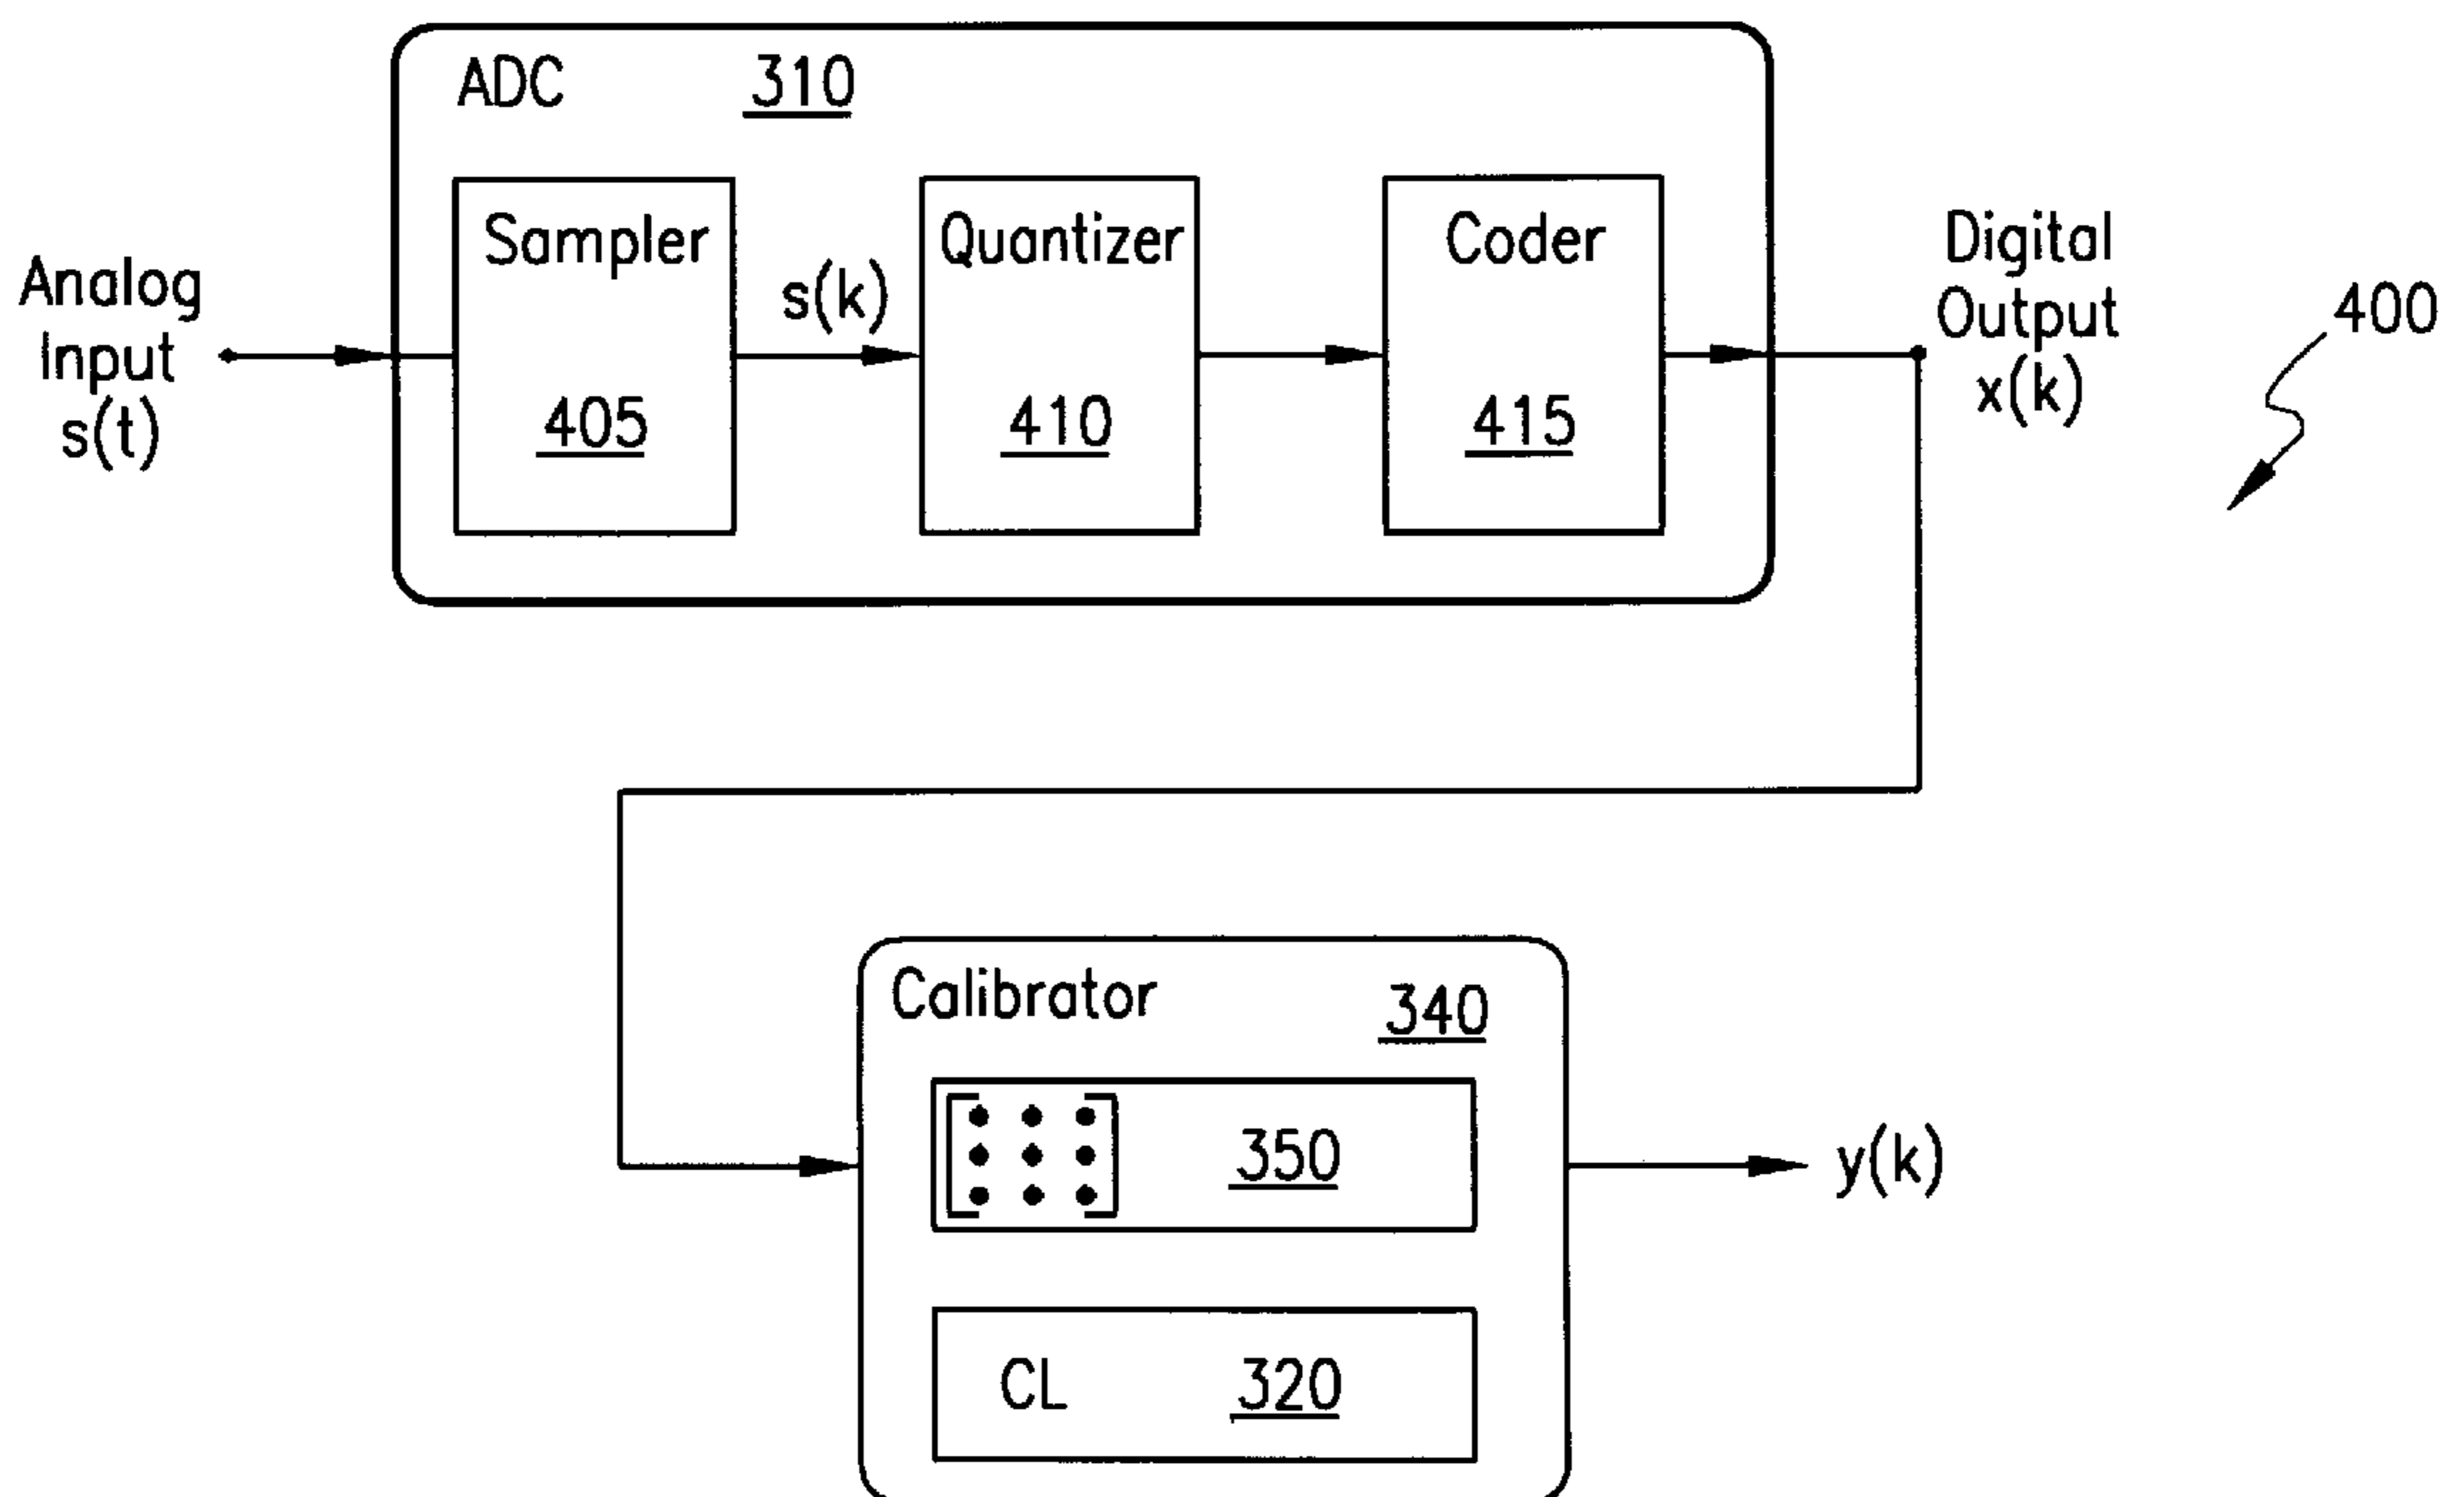 ADC 310
Sampler
Quantizer
Coder
Analog
Input
s(t)
s(k)
405
410
415
Digital
Output
x(k)
400
Calibrator 340
350
CL 320
y(k)